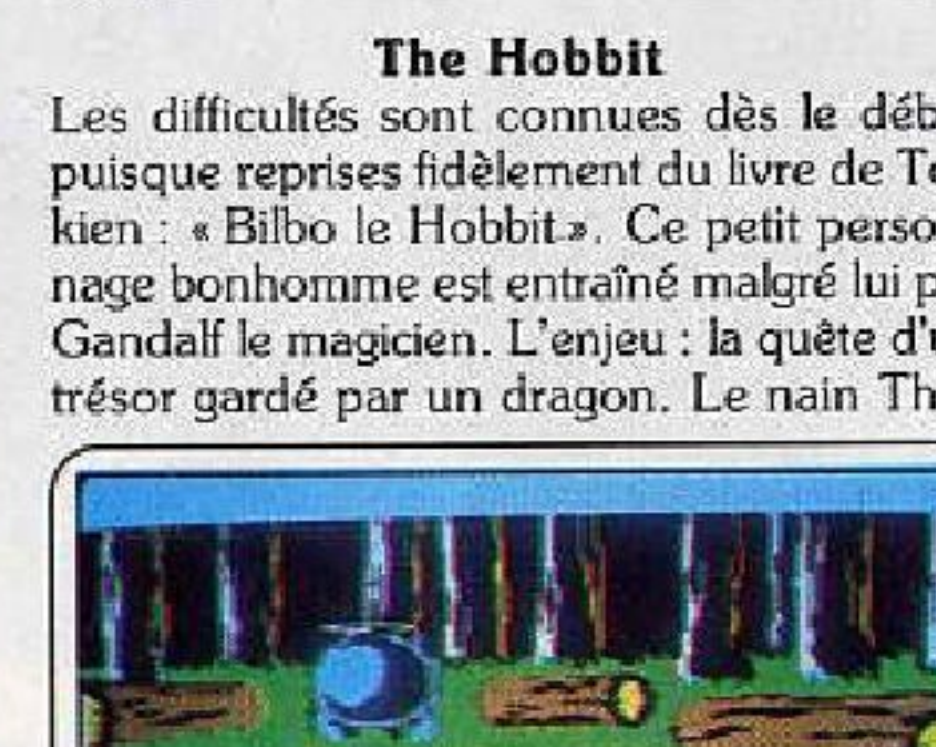 The Hobbit
Les difficultés sont connues dès le déb
puisque reprises fidèlement du livre de To
kien : « Bilbo le Hobbit ». Ce petit perso
nage bonhomme est entraîné malgré lui p
Gandalf le magicien. L'enjeu : la quête d'u
trésor gardé par un dragon. Le nain Th